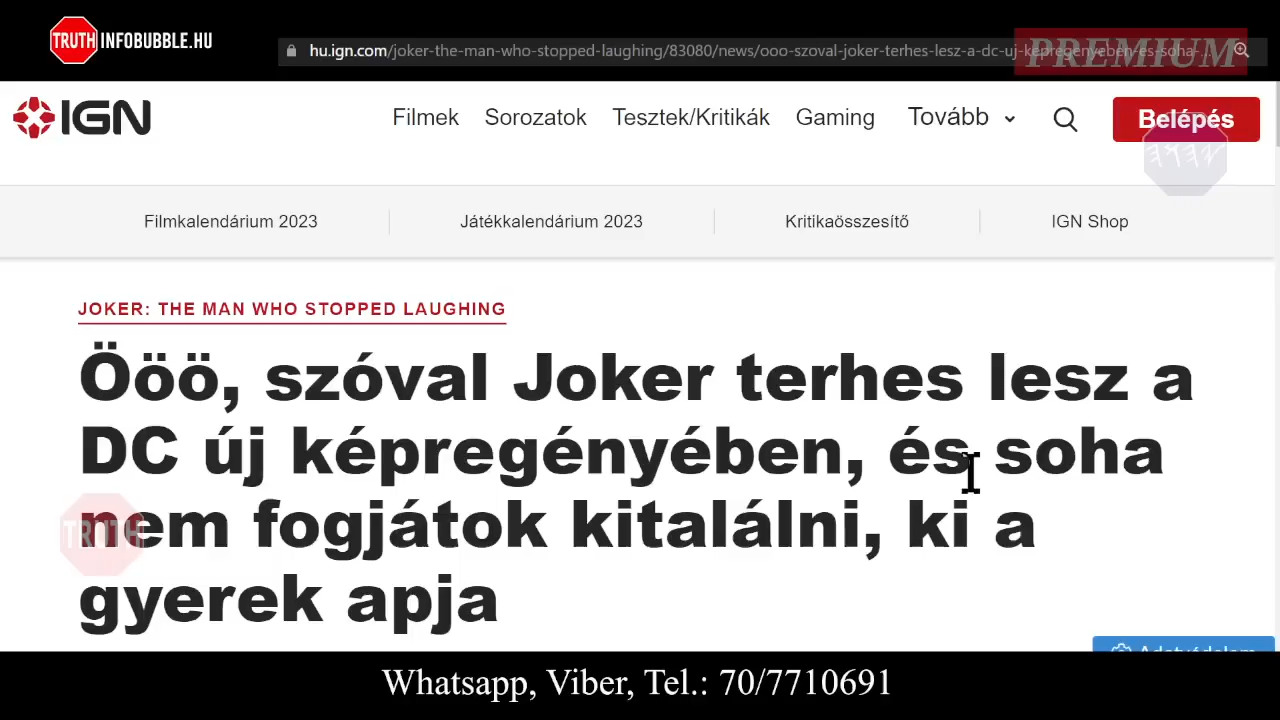 TRUTH INFOBUBBLE.HU
hu.ign.com/joker-the-man-who-stopped-laughing/83080/news/ooo-szoval-joker-terhes-lesz-a-dc-uj-kepregenyeben-es-soha-...
PREMIUM
IGN
Filmek Sorozatok Tesztek/Kritikák Gaming Tovább
Belépés
Filmkalendárium 2023 Játékkalendárium 2023 Kritikaösszesítő IGN Shop
JOKER: THE MAN WHO STOPPED LAUGHING
Ööö, szóval Joker terhes lesz a
DC új képregényében, és soha
nem fogjátok kitalálni, ki a
gyerek apja
TRUTH
Adatvédelem
Whatsapp, Viber, Tel.: 70/7710691